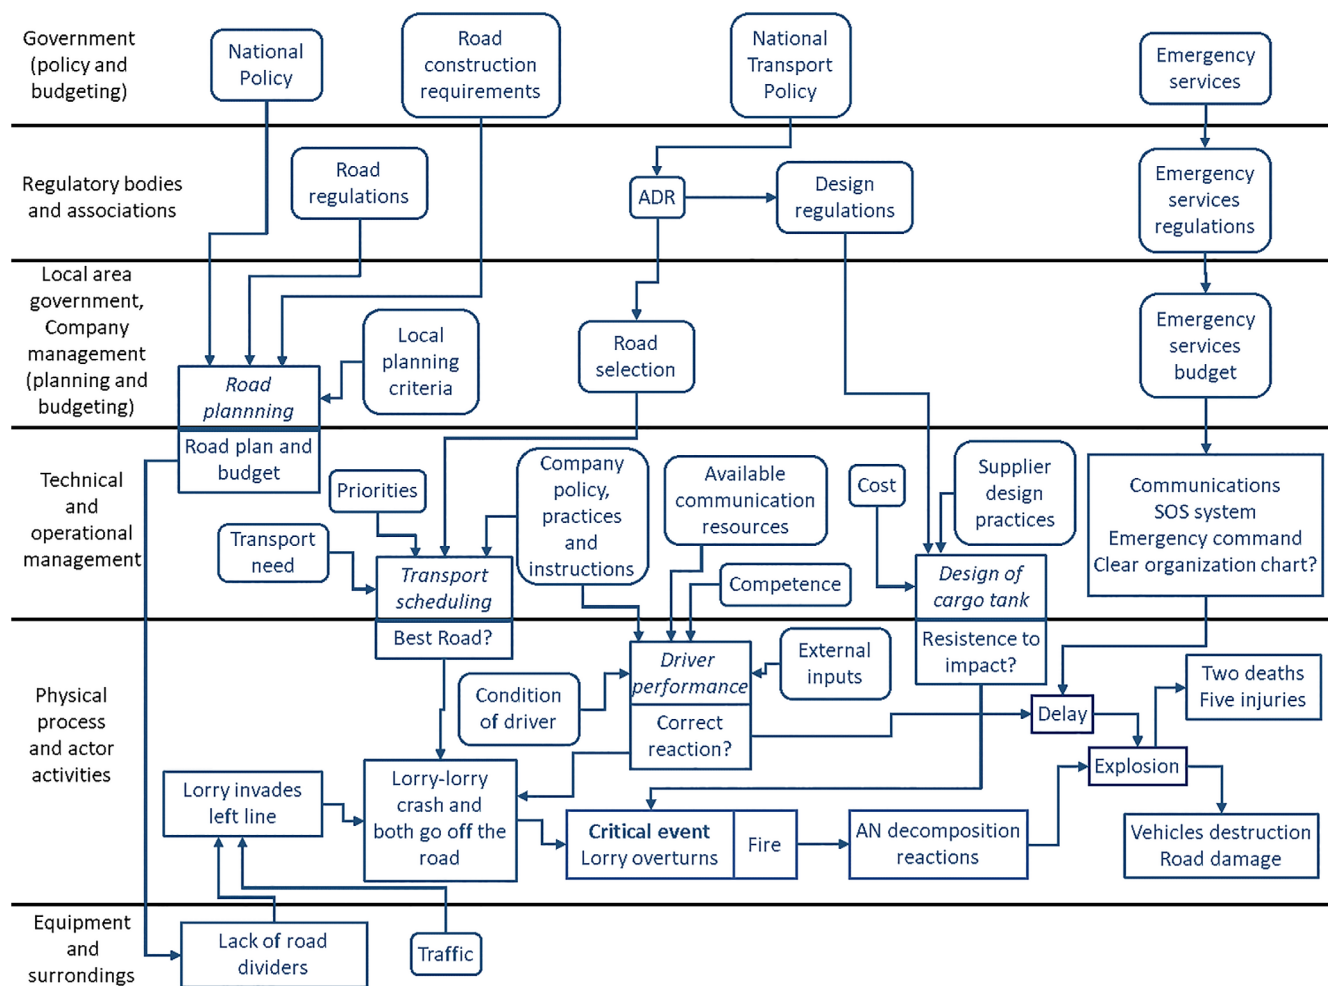 Government
(policy and
budgeting)
National
Policy
Road
construction
requirements
National
Transport
Policy
Emergency
services
Regulatory bodies
and associations
Road
regulations
ADR
Design
regulations
Emergency
services
regulations
Local area
government,
Company
management
(planning and
budgeting)
Road
plannning
Local
planning
criteria
Road
selection
Emergency
services
budget
Road plan and
budget
Technical
and
operational
management
Priorities
Transport
need
Company
policy,
practices
and
instructions
Available
communication
resources
Cost
Supplier
design
practices
Communications
SOS system
Emergency command
Clear organization chart?
Transport
scheduling
Competence
Design of
cargo tank
Best Road?
Physical
process
and actor
activities
Condition
of driver
Driver
performance
External
inputs
Resistence to
impact?
Correct
reaction?
Delay
Two deaths
Five injuries
Explosion
Lorry invades
left line
Lorry-lorry
crash and
both go off the
road
Critical event
Lorry overturns
Fire
AN decomposition
reactions
Vehicles destruction
Road damage
Equipment
and
surrondings
Lack of road
dividers
Traffic